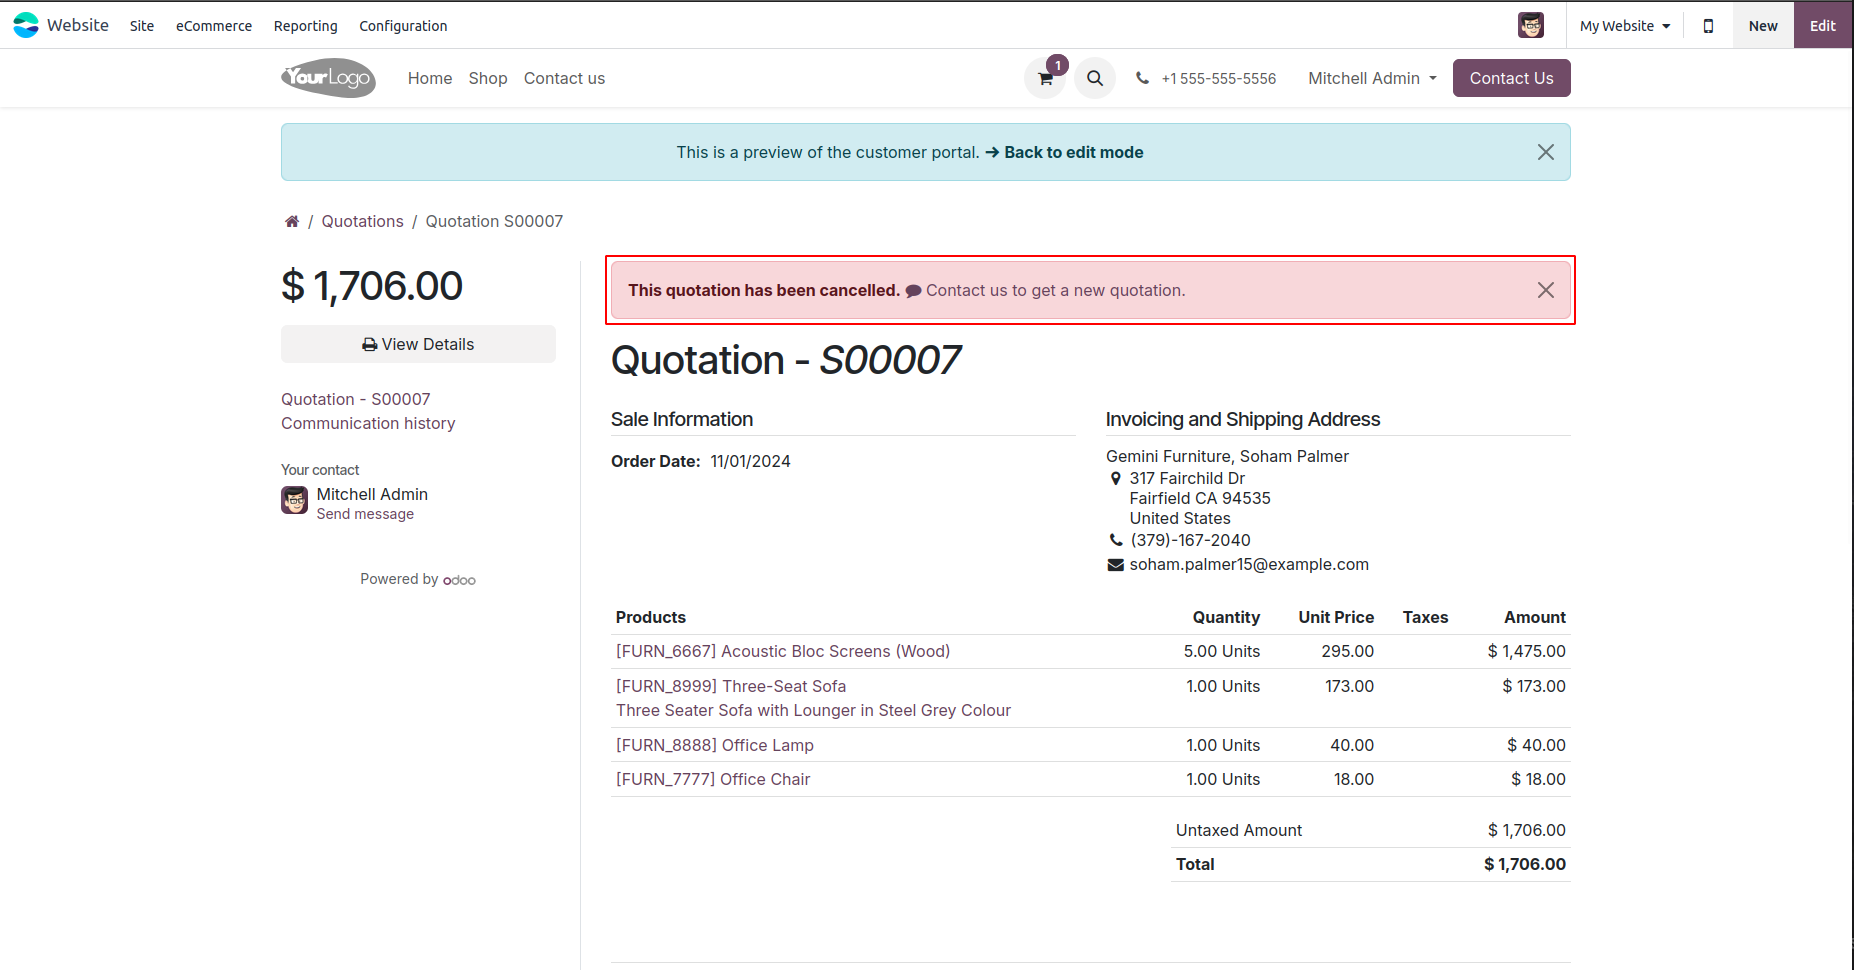 Website Site eCommerce Reporting Configuration My Website New Edit
YourLogo Home Shop Contact us 1 +1 555-555-5556 Mitchell Admin Contact Us
This is a preview of the customer portal. → Back to edit mode
/ Quotations / Quotation S00007
$ 1,706.00
View Details
Quotation - S00007
Communication history
Your contact
Mitchell Admin
Send message
Powered by odoo
This quotation has been cancelled. Contact us to get a new quotation.
Quotation - S00007
Sale Information
Order Date: 11/01/2024
Invoicing and Shipping Address
Gemini Furniture, Soham Palmer
317 Fairchild Dr
Fairfield CA 94535
United States
(379)-167-2040
soham.palmer15@example.com
Products Quantity Unit Price Taxes Amount
[FURN_6667] Acoustic Bloc Screens (Wood) 5.00 Units 295.00 $ 1,475.00
[FURN_8999] Three-Seat Sofa 1.00 Units 173.00 $ 173.00
Three Seater Sofa with Lounger in Steel Grey Colour
[FURN_8888] Office Lamp 1.00 Units 40.00 $ 40.00
[FURN_7777] Office Chair 1.00 Units 18.00 $ 18.00
Untaxed Amount $ 1,706.00
Total $ 1,706.00